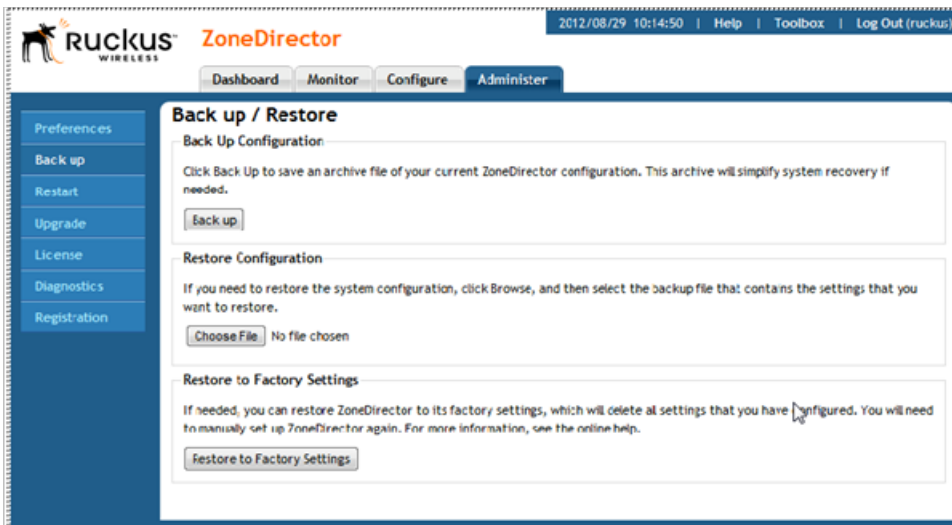 2012/08/29 10:14:50 | Help | Toolbox | Log Out (ruckus)
Ruckus™ WIRELESS
ZoneDirector
Dashboard Monitor Configure Administer
Preferences
Back up
Restart
Upgrade
License
Diagnostics
Registration
Back up / Restore
Back Up Configuration
Click Back Up to save an archive file of your current ZoneDirector configuration. This archive will simplify system recovery if
needed.
Back up
Restore Configuration
If you need to restore the system configuration, click Browse, and then select the backup file that contains the settings that you
want to restore.
Choose File No file chosen
Restore to Factory Settings
If needed, you can restore ZoneDirector to its factory settings, which will delete all settings that you have configured. You will need
to manually set up ZoneDirector again. For more information, see the online help.
Restore to Factory Settings